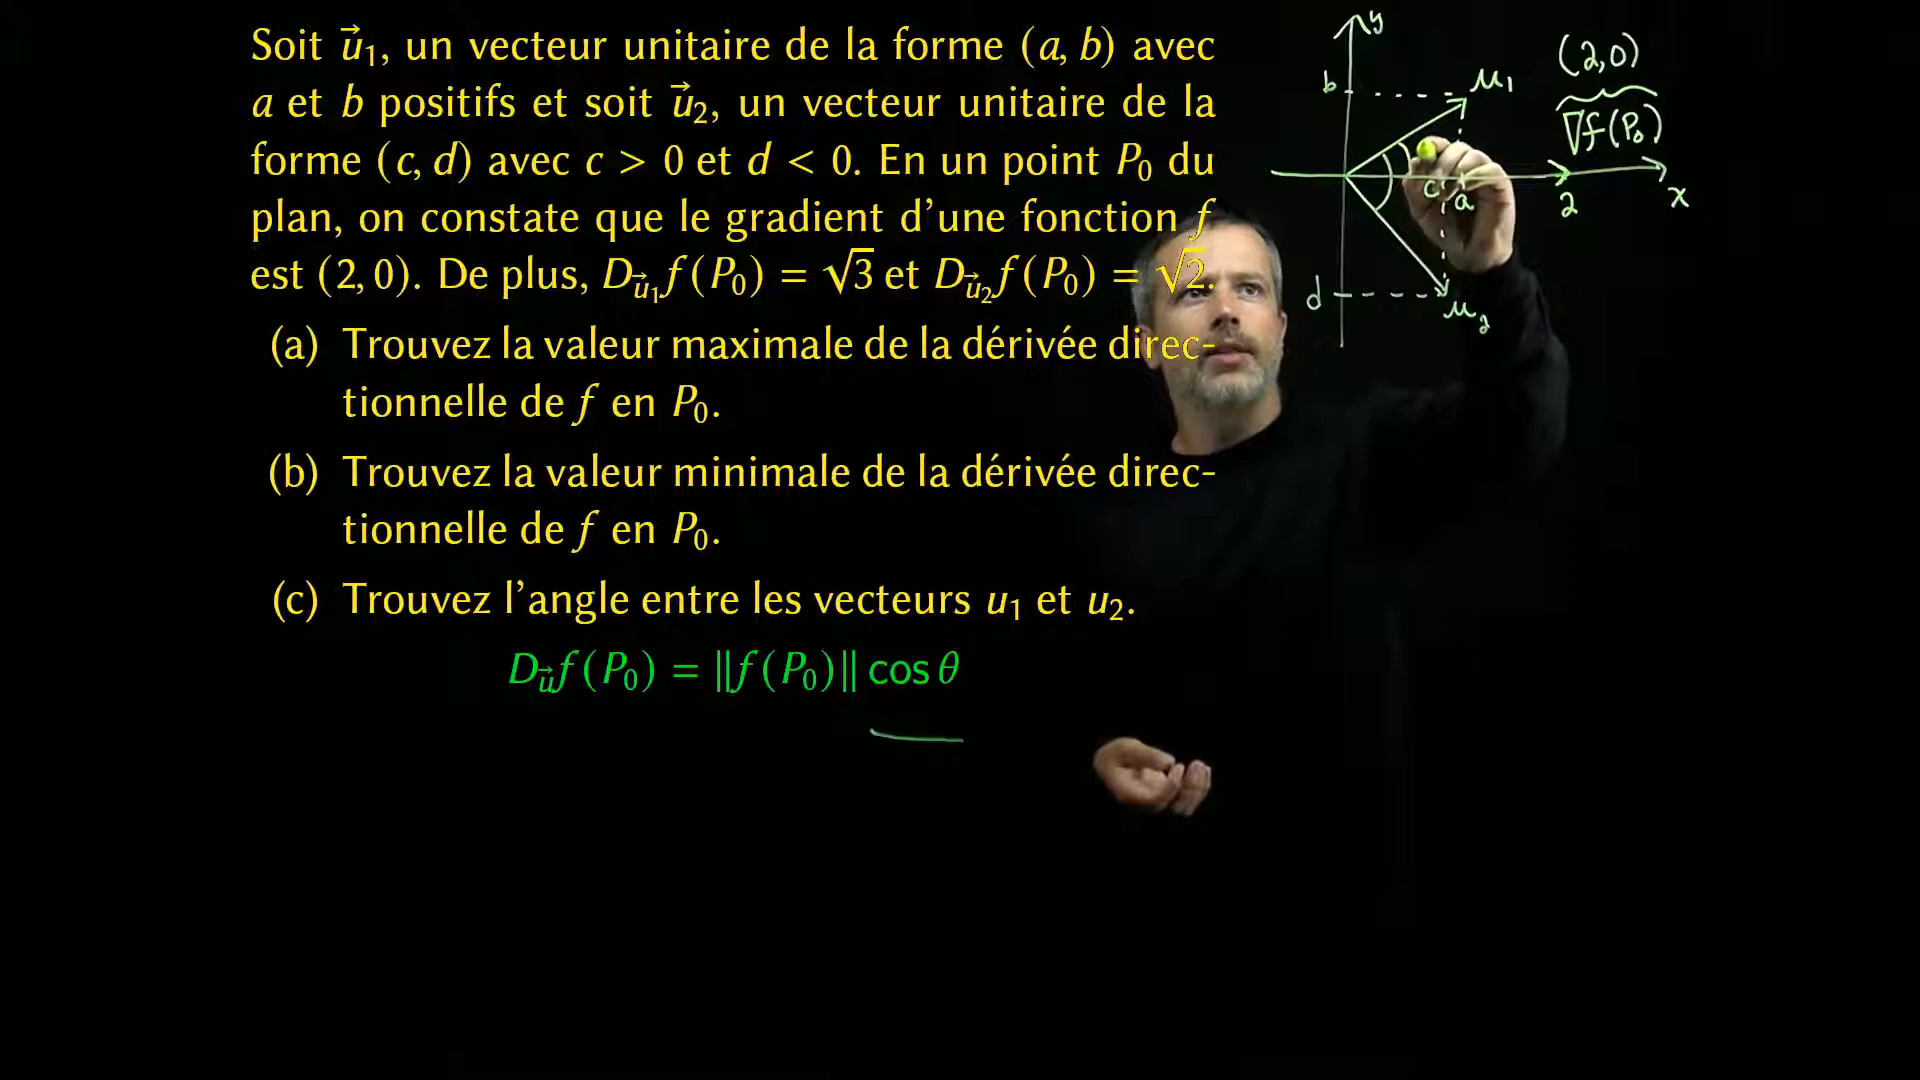 Soit u⃗₁, un vecteur unitaire de la forme (a, b) avec
a et b positifs et soit u⃗₂, un vecteur unitaire de la
forme (c, d) avec c > 0 et d < 0. En un point P₀ du
plan, on constate que le gradient d’une fonction f
est (2, 0). De plus, D_u⃗₁ f(P₀) = √3 et D_u⃗₂ f(P₀) = √2.
(a) Trouvez la valeur maximale de la dérivée direc-
tionnelle de f en P₀.
(b) Trouvez la valeur minimale de la dérivée direc-
tionnelle de f en P₀.
(c) Trouvez l’angle entre les vecteurs u₁ et u₂.
D_u⃗ f(P₀) = ‖f(P₀)‖ cos θ
y
(2,0)
b
u₁
∇f(P₀)
c
a
2
x
d
u₂